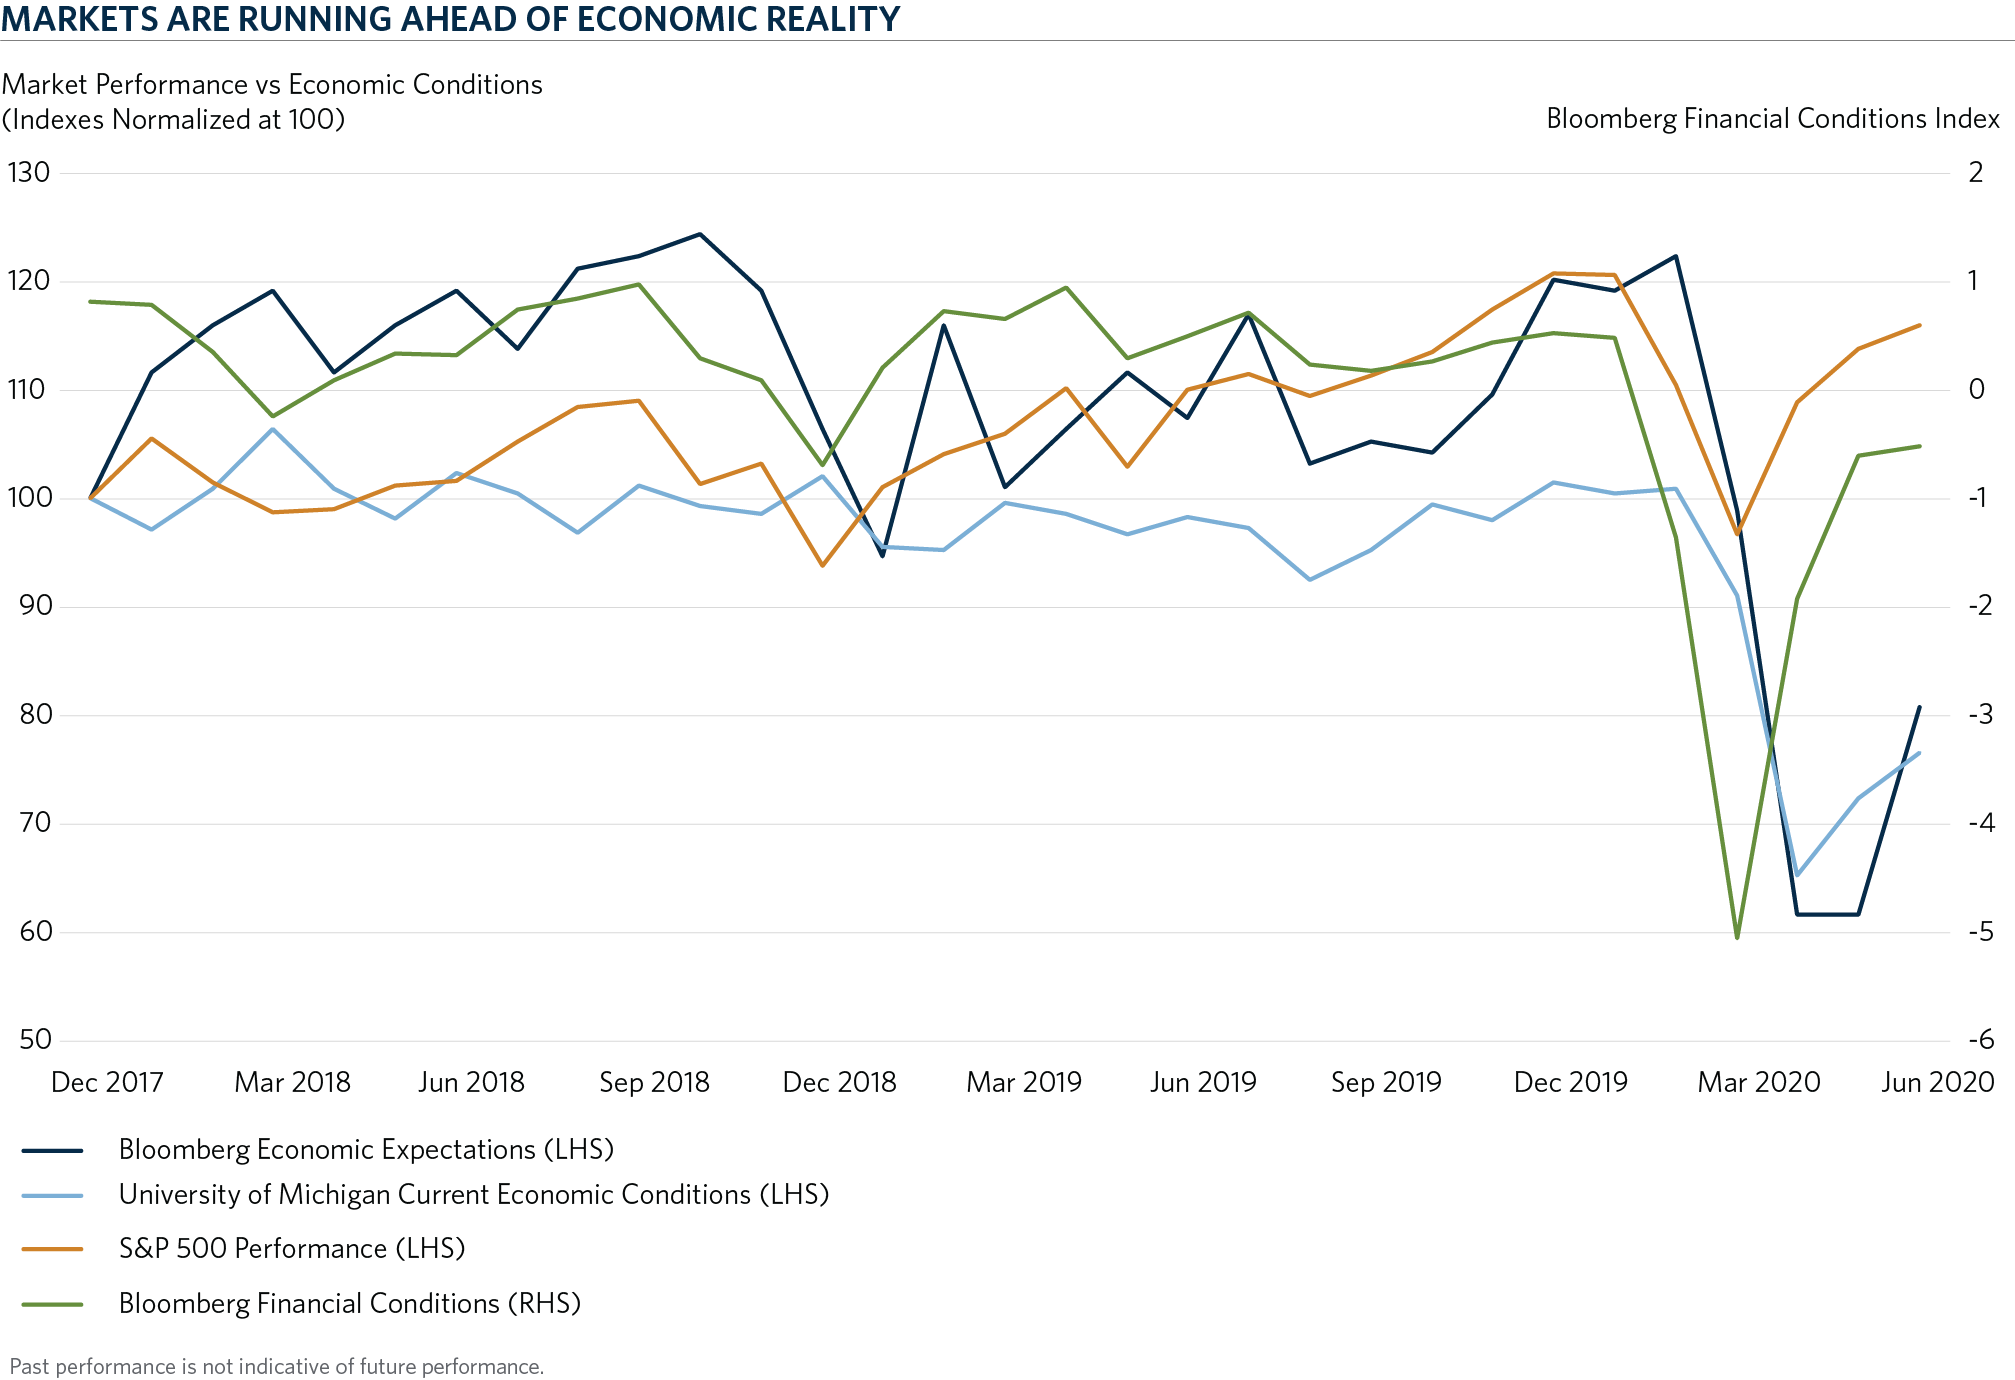 MARKETS ARE RUNNING AHEAD OF ECONOMIC REALITY
Market Performance vs Economic Conditions
(Indexes Normalized at 100)
Bloomberg Financial Conditions Index
130
2
120
1
110
0
100
-1
90
-2
80
-3
70
-4
60
-5
50
-6
Dec 2017 Mar 2018 Jun 2018 Sep 2018 Dec 2018 Mar 2019 Jun 2019 Sep 2019 Dec 2019 Mar 2020 Jun 2020
Bloomberg Economic Expectations (LHS)
University of Michigan Current Economic Conditions (LHS)
S&P 500 Performance (LHS)
Bloomberg Financial Conditions (RHS)
Past performance is not indicative of future performance.